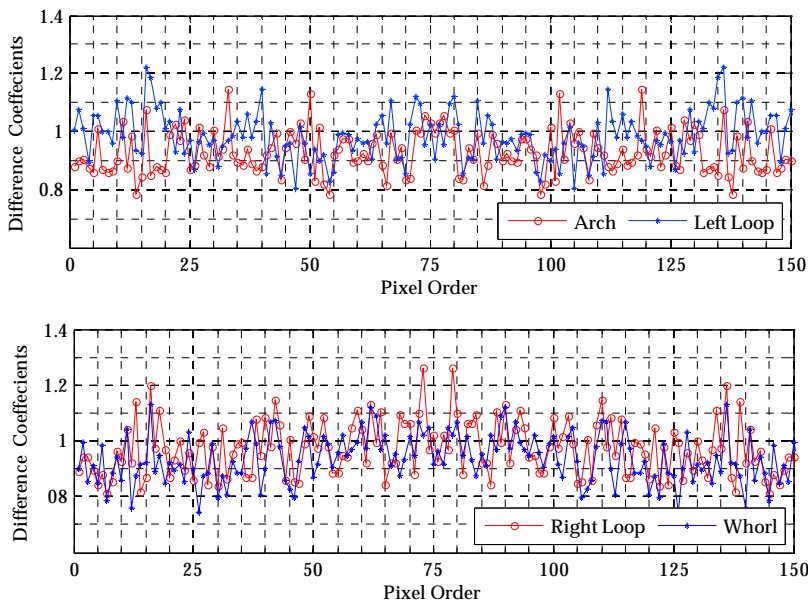 1.4
1.2
1
0.8
Difference Coeffecients
Arch
Left Loop
0
25
50
75
100
125
150
Pixel Order
1.4
1.2
1
0.8
Difference Coeffecients
Right Loop
Whorl
0
25
50
75
100
125
150
Pixel Order